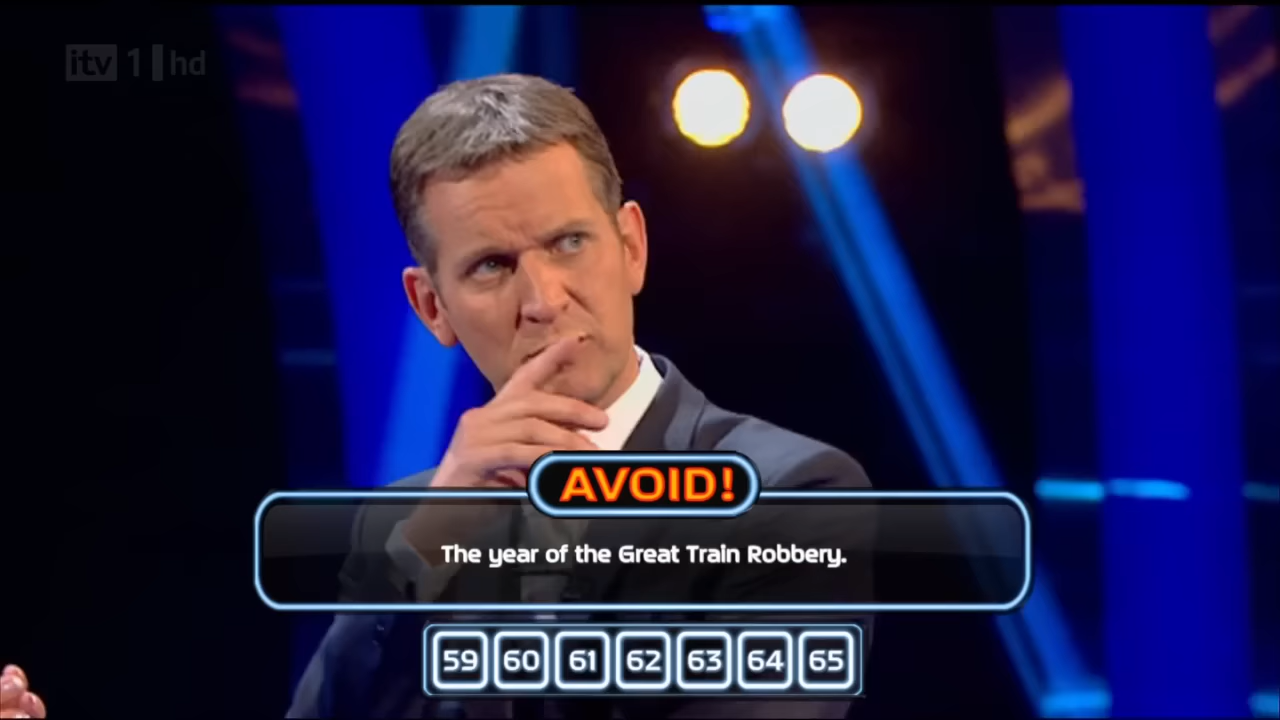 itv 1 hd
AVOID!
The year of the Great Train Robbery.
59 60 61 62 63 64 65